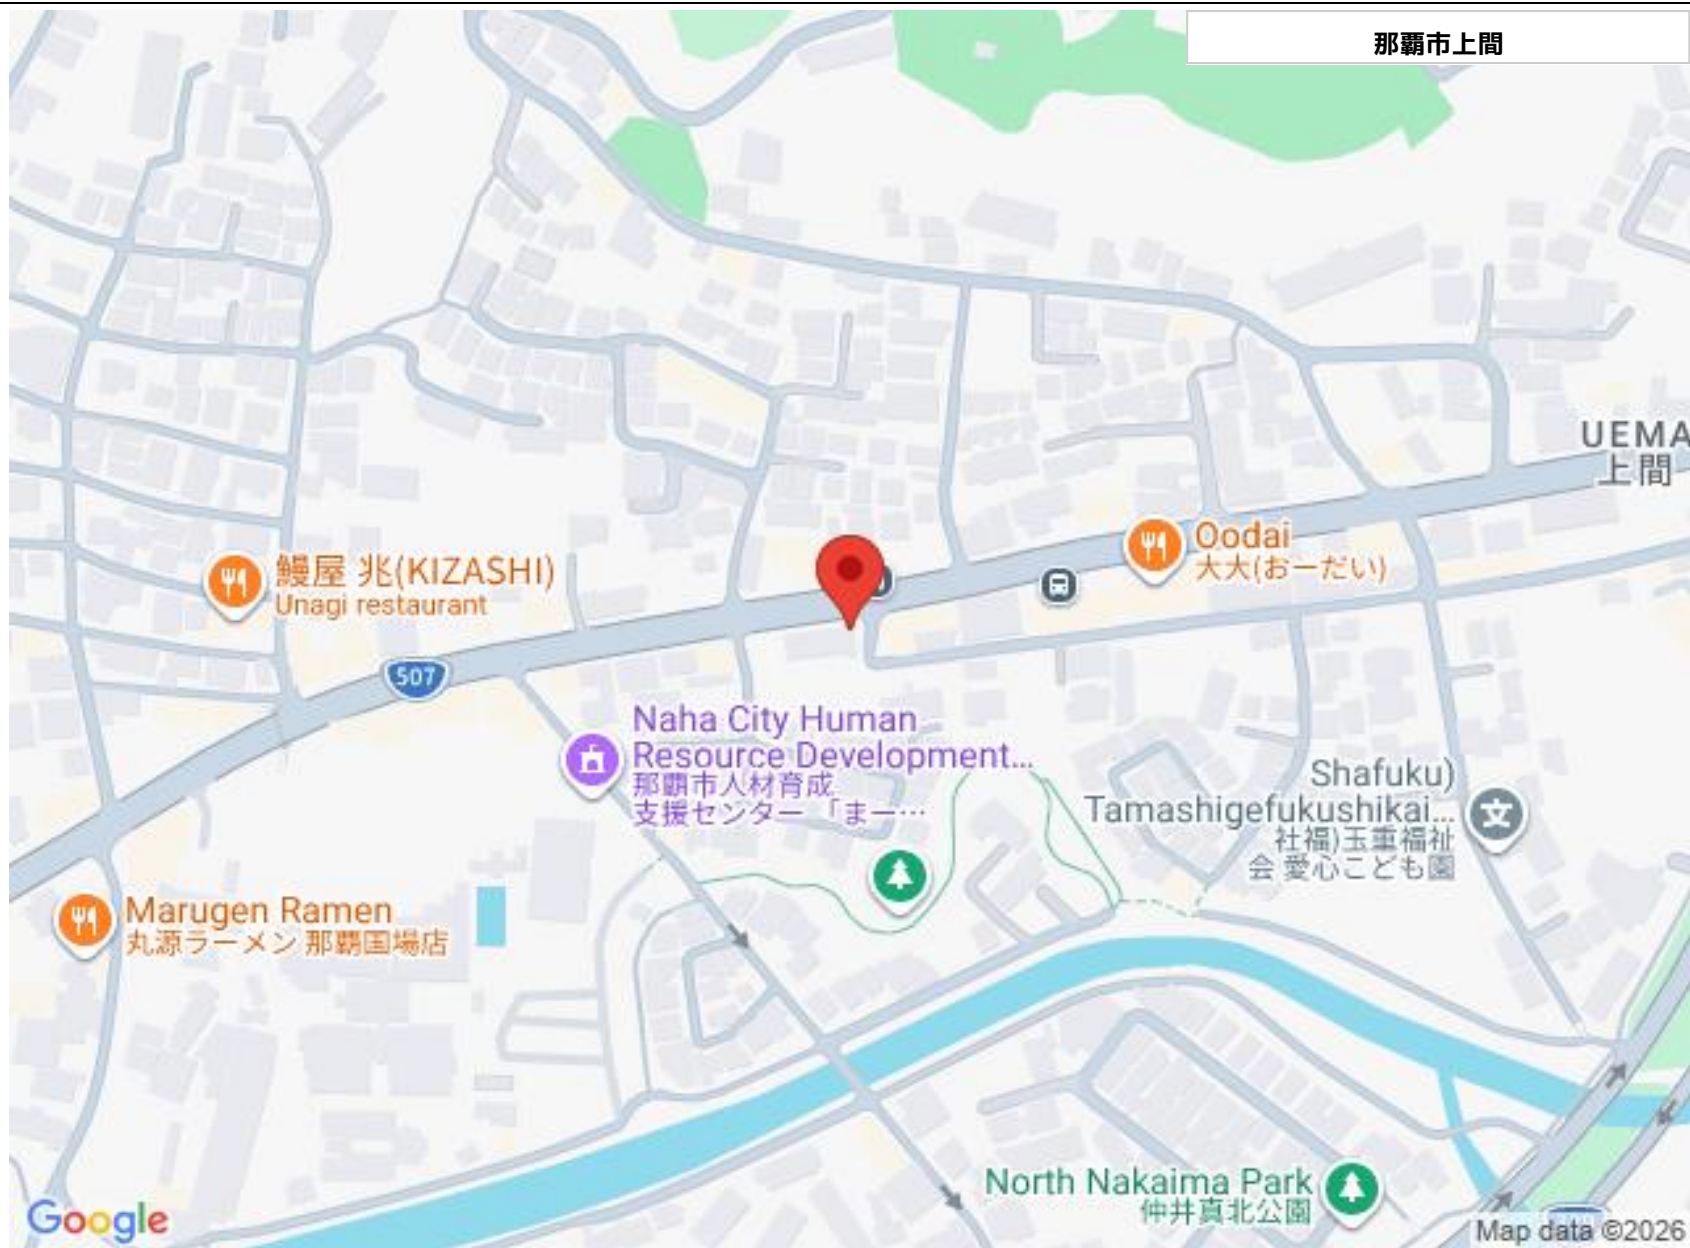 那覇市上間
UEMA
上間
Oodai
大大(おーだい)
鰻屋 兆(KIZASHI)
Unagi restaurant
507
Naha City Human
Resource Development...
那覇市人材育成
支援センター「まー…
Shafuku)
Tamashigefukushikai...
社福)玉重福祉
会 愛心こども園
Marugen Ramen
丸源ラーメン 那覇国場店
North Nakaima Park
仲井真北公園
Google
Map data ©2026